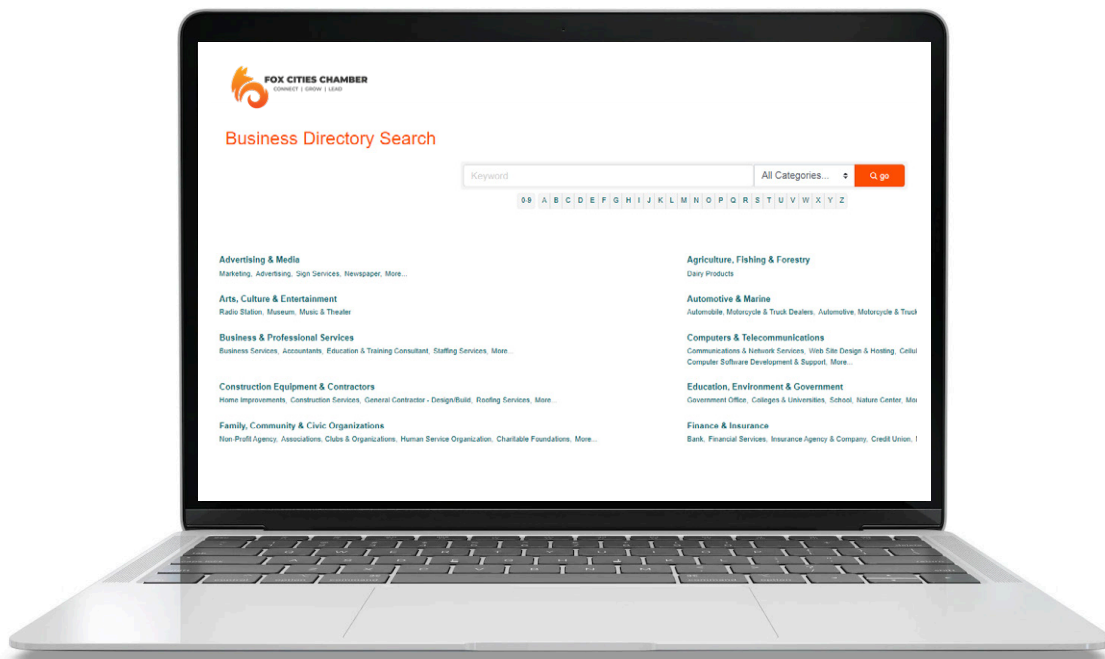 FOX CITIES CHAMBER
CONNECT | GROW | LEAD
Business Directory Search
Keyword
All Categories...
go
0-9 A B C D E F G H I J K L M N O P Q R S T U V W X Y Z
Advertising & Media
Marketing, Advertising, Sign Services, Newspaper, More...
Arts, Culture & Entertainment
Radio Station, Museum, Music & Theater
Business & Professional Services
Business Services, Accountants, Education & Training Consultant, Staffing Services, More...
Construction Equipment & Contractors
Home Improvements, Construction Services, General Contractor - Design/Build, Roofing Services, More...
Family, Community & Civic Organizations
Non-Profit Agency, Associations, Clubs & Organizations, Human Service Organization, Charitable Foundations, More...
Agriculture, Fishing & Forestry
Dairy Products
Automotive & Marine
Automobile, Motorcycle & Truck Dealers, Automotive, Motorcycle & Truck
Computers & Telecommunications
Communications & Network Services, Web Site Design & Hosting,
Computer Software Development & Support, More...
Education, Environment & Government
Government Office, Colleges & Universities, School, Nature Center,
Finance & Insurance
Bank, Financial Services, Insurance Agency & Company, Credit Union,